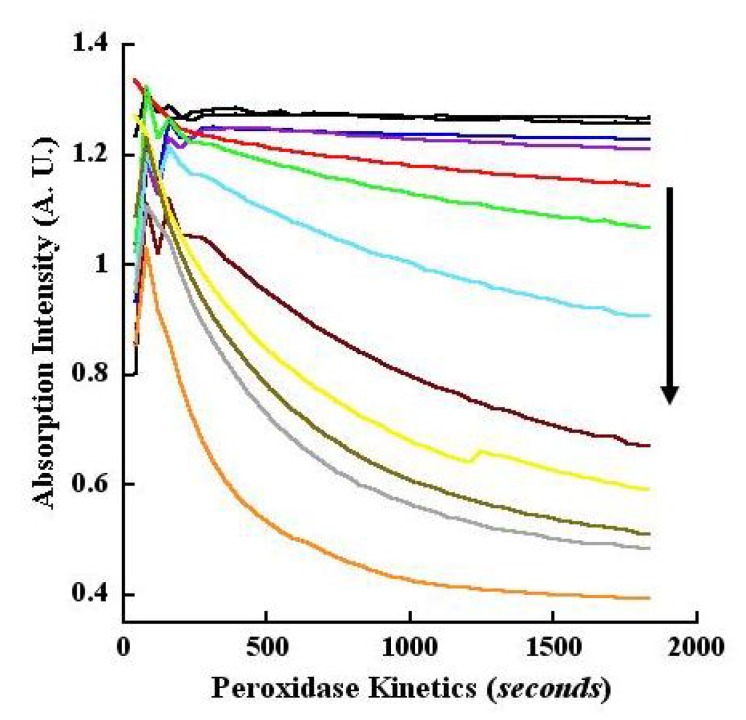 1.4
1.2
1
0.8
0.6
0.4
Absorption Intensity (A. U.)
0 500 1000 1500 2000
Peroxidase Kinetics (seconds)